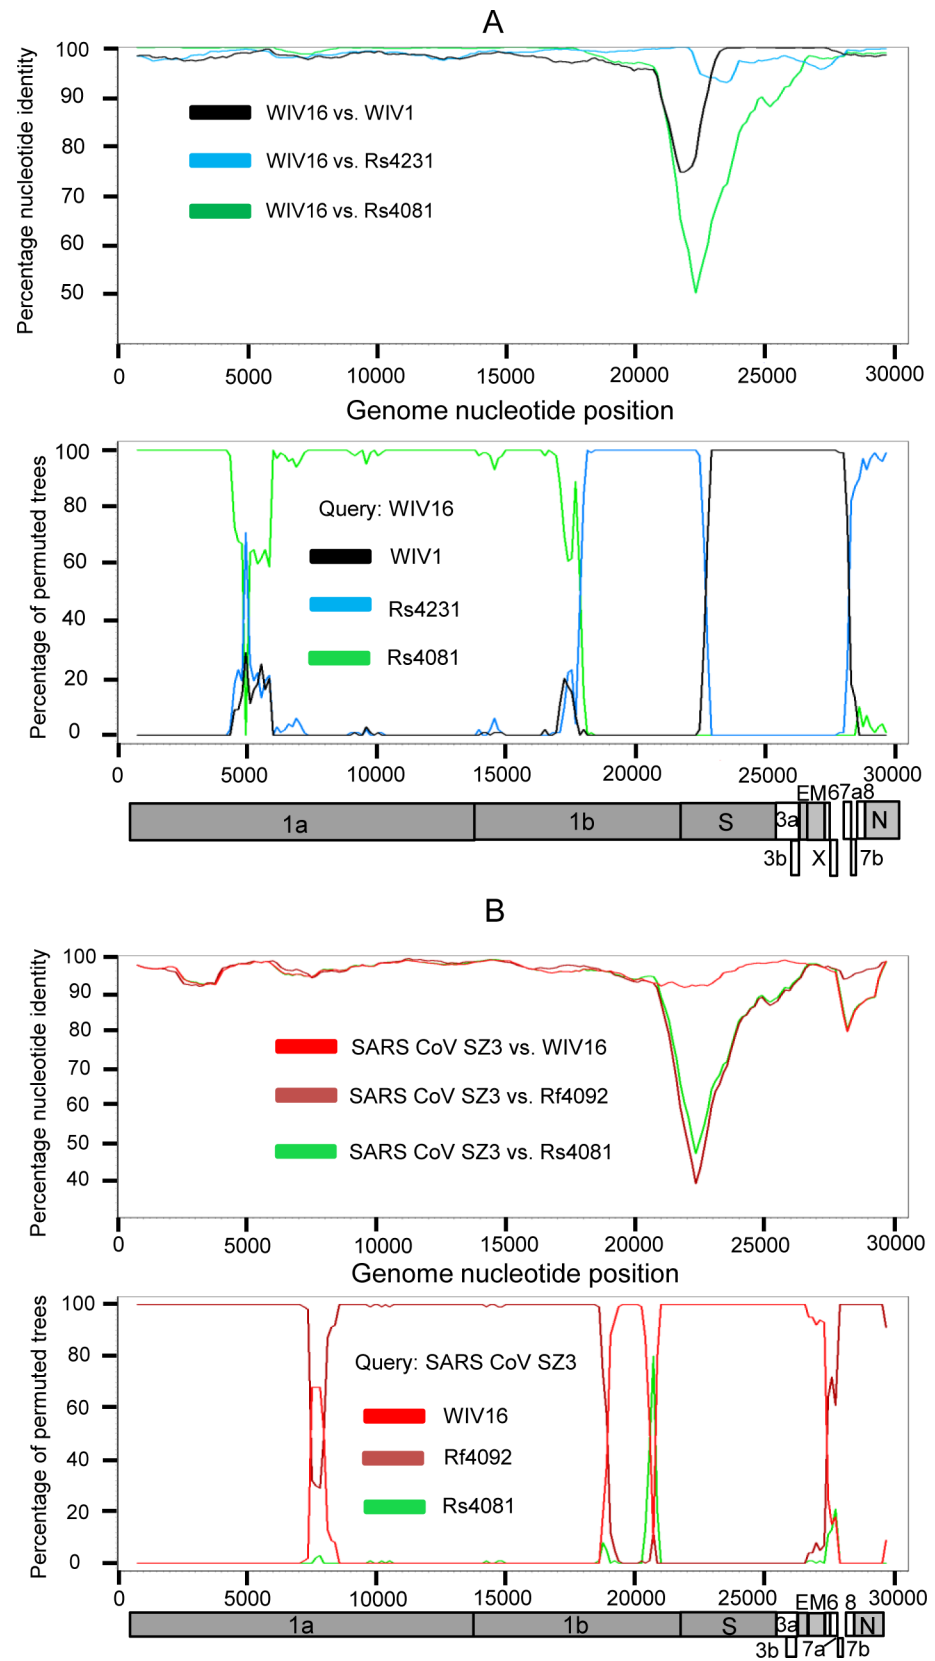 A
Percentage nucleotide identity
100
90
80
70
60
50
WIV16 vs. WIV1
WIV16 vs. Rs4231
WIV16 vs. Rs4081
0 5000 10000 15000 20000 25000 30000
Genome nucleotide position
Percentage of permuted trees
100
80
60
40
20
0
Query: WIV16
WIV1
Rs4231
Rs4081
0 5000 10000 15000 20000 25000 30000
EM67a8
1a 1b S 3a N
3b X 7b
B
Percentage nucleotide identity
100
90
80
70
60
50
40
SARS CoV SZ3 vs. WIV16
SARS CoV SZ3 vs. Rf4092
SARS CoV SZ3 vs. Rs4081
0 5000 10000 15000 20000 25000 30000
Genome nucleotide position
Percentage of permuted trees
100
80
60
40
20
0
Query: SARS CoV SZ3
WIV16
Rf4092
Rs4081
0 5000 10000 15000 20000 25000 30000
EM6 8
1a 1b S 3a N
3b 7a 7b